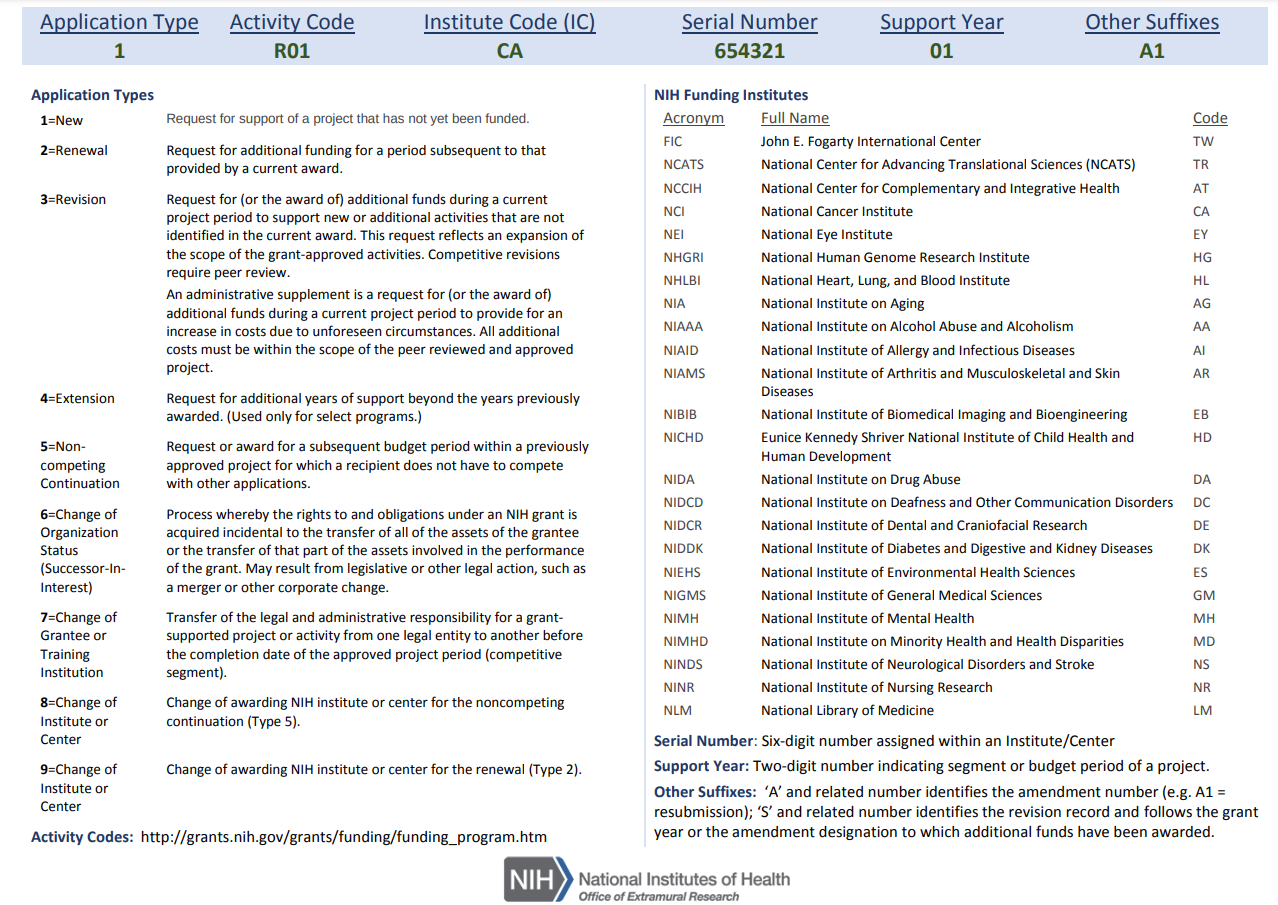 Application Type Activity Code Institute Code (IC) Serial Number Support Year Other Suffixes
1 R01 CA 654321 01 A1
Application Types
1=New Request for support of a project that has not yet been funded.
2=Renewal Request for additional funding for a period subsequent to that
provided by a current award.
3=Revision Request for (or the award of) additional funds during a current
project period to support new or additional activities that are not
identified in the current award. This request reflects an expansion of
the scope of the grant-approved activities. Competitive revisions
require peer review.
An administrative supplement is a request for (or the award of)
additional funds during a current project period to provide for an
increase in costs due to unforeseen circumstances. All additional
costs must be within the scope of the peer reviewed and approved
project.
4=Extension Request for additional years of support beyond the years previously
awarded. (Used only for select programs.)
5=Non- Request or award for a subsequent budget period within a previously
competing approved project for which a recipient does not have to compete
Continuation with other applications.
6=Change of Process whereby the rights to and obligations under an NIH grant is
Organization acquired incidental to the transfer of all of the assets of the grantee
Status or the transfer of that part of the assets involved in the performance
(Successor-In- of the grant. May result from legislative or other legal action, such as
Interest) a merger or other corporate change.
7=Change of Transfer of the legal and administrative responsibility for a grant-
Grantee or supported project or activity from one legal entity to another before
Training the completion date of the approved project period (competitive
Institution segment).
8=Change of Change of awarding NIH institute or center for the noncompeting
Institute or continuation (Type 5).
Center
9=Change of Change of awarding NIH institute or center for the renewal (Type 2).
Institute or
Center
Activity Codes: http://grants.nih.gov/grants/funding/funding_program.htm
NIH Funding Institutes
Acronym Full Name Code
FIC John E. Fogarty International Center TW
NCATS National Center for Advancing Translational Sciences (NCATS) TR
NCCIH National Center for Complementary and Integrative Health AT
NCI National Cancer Institute CA
NEI National Eye Institute EY
NHGRI National Human Genome Research Institute HG
NHLBI National Heart, Lung, and Blood Institute HL
NIA National Institute on Aging AG
NIAAA National Institute on Alcohol Abuse and Alcoholism AA
NIAID National Institute of Allergy and Infectious Diseases AI
NIAMS National Institute of Arthritis and Musculoskeletal and Skin AR
Diseases
NIBIB National Institute of Biomedical Imaging and Bioengineering EB
NICHD Eunice Kennedy Shriver National Institute of Child Health and HD
Human Development
NIDA National Institute on Drug Abuse DA
NIDCD National Institute on Deafness and Other Communication Disorders DC
NIDCR National Institute of Dental and Craniofacial Research DE
NIDDK National Institute of Diabetes and Digestive and Kidney Diseases DK
NIEHS National Institute of Environmental Health Sciences ES
NIGMS National Institute of General Medical Sciences GM
NIMH National Institute of Mental Health MH
NIMHD National Institute on Minority Health and Health Disparities MD
NINDS National Institute of Neurological Disorders and Stroke NS
NINR National Institute of Nursing Research NR
NLM National Library of Medicine LM
Serial Number: Six-digit number assigned within an Institute/Center
Support Year: Two-digit number indicating segment or budget period of a project.
Other Suffixes: ‘A’ and related number identifies the amendment number (e.g. A1 =
resubmission); ‘S’ and related number identifies the revision record and follows the grant
year or the amendment designation to which additional funds have been awarded.
NIH National Institutes of Health
Office of Extramural Research